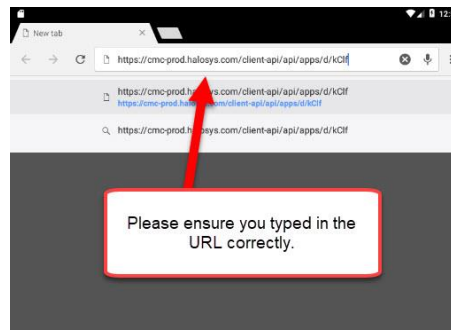 12:
New tab
https://cmc-prod.halosys.com/client-api/api/apps/d/kClf
https://cmc-prod.halosys.com/client-api/api/apps/d/kClf
https://cmc-prod.halosys.com/client-api/api/apps/d/kClf
https://cmc-prod.halosys.com/client-api/api/apps/d/kClf
Please ensure you typed in the
URL correctly.